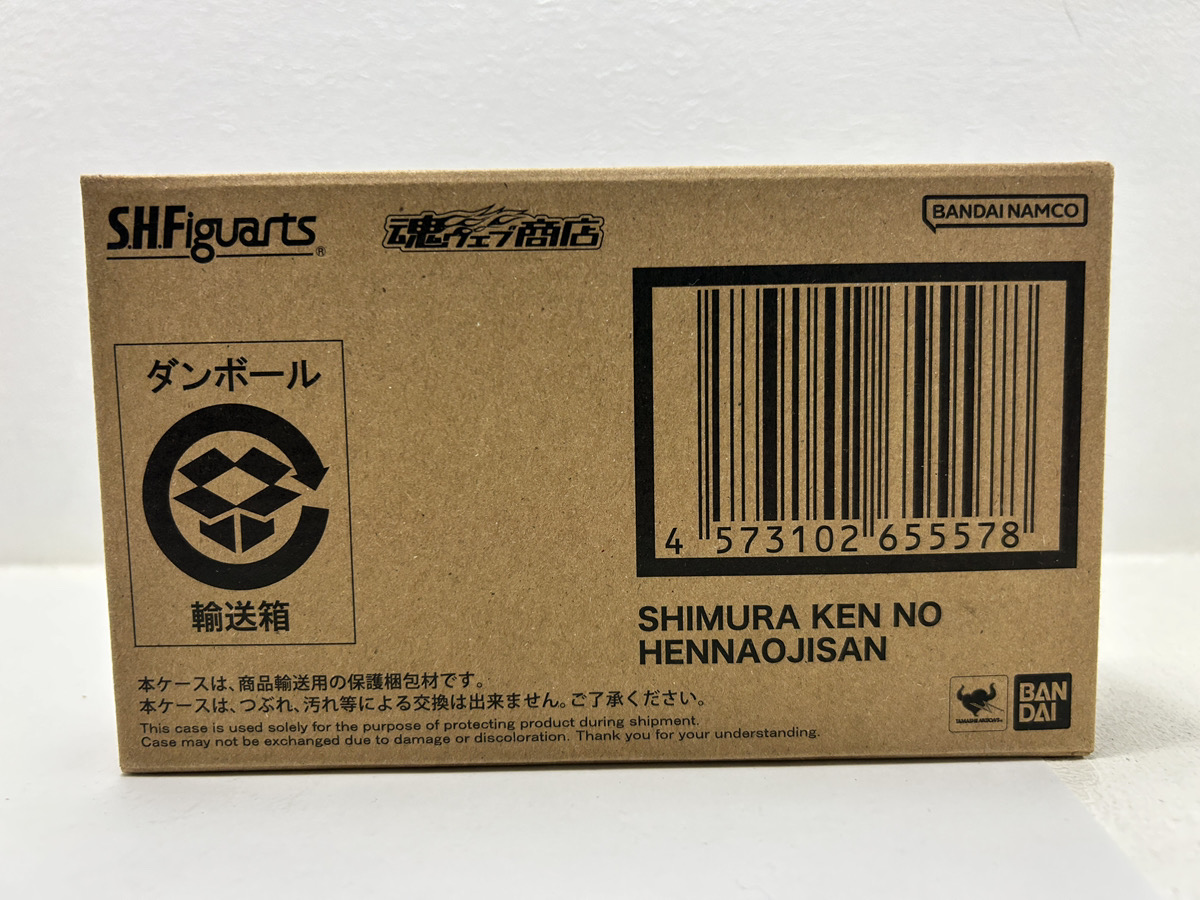 S.H.Figuarts®
魂ウェブ商店
BANDAI NAMCO
ダンボール
輸送箱
4 573102 655578
SHIMURA KEN NO
HENNAOJISAN
本ケースは、商品輸送用の保護梱包材です。
本ケースは、つぶれ、汚れ等による交換は出来ません。ご了承ください。
This case is used solely for the purpose of protecting product during shipment.
Case may not be exchanged due to damage or discoloration. Thank you for your understanding.
TAMASHII NATIONS
BAN
DAI